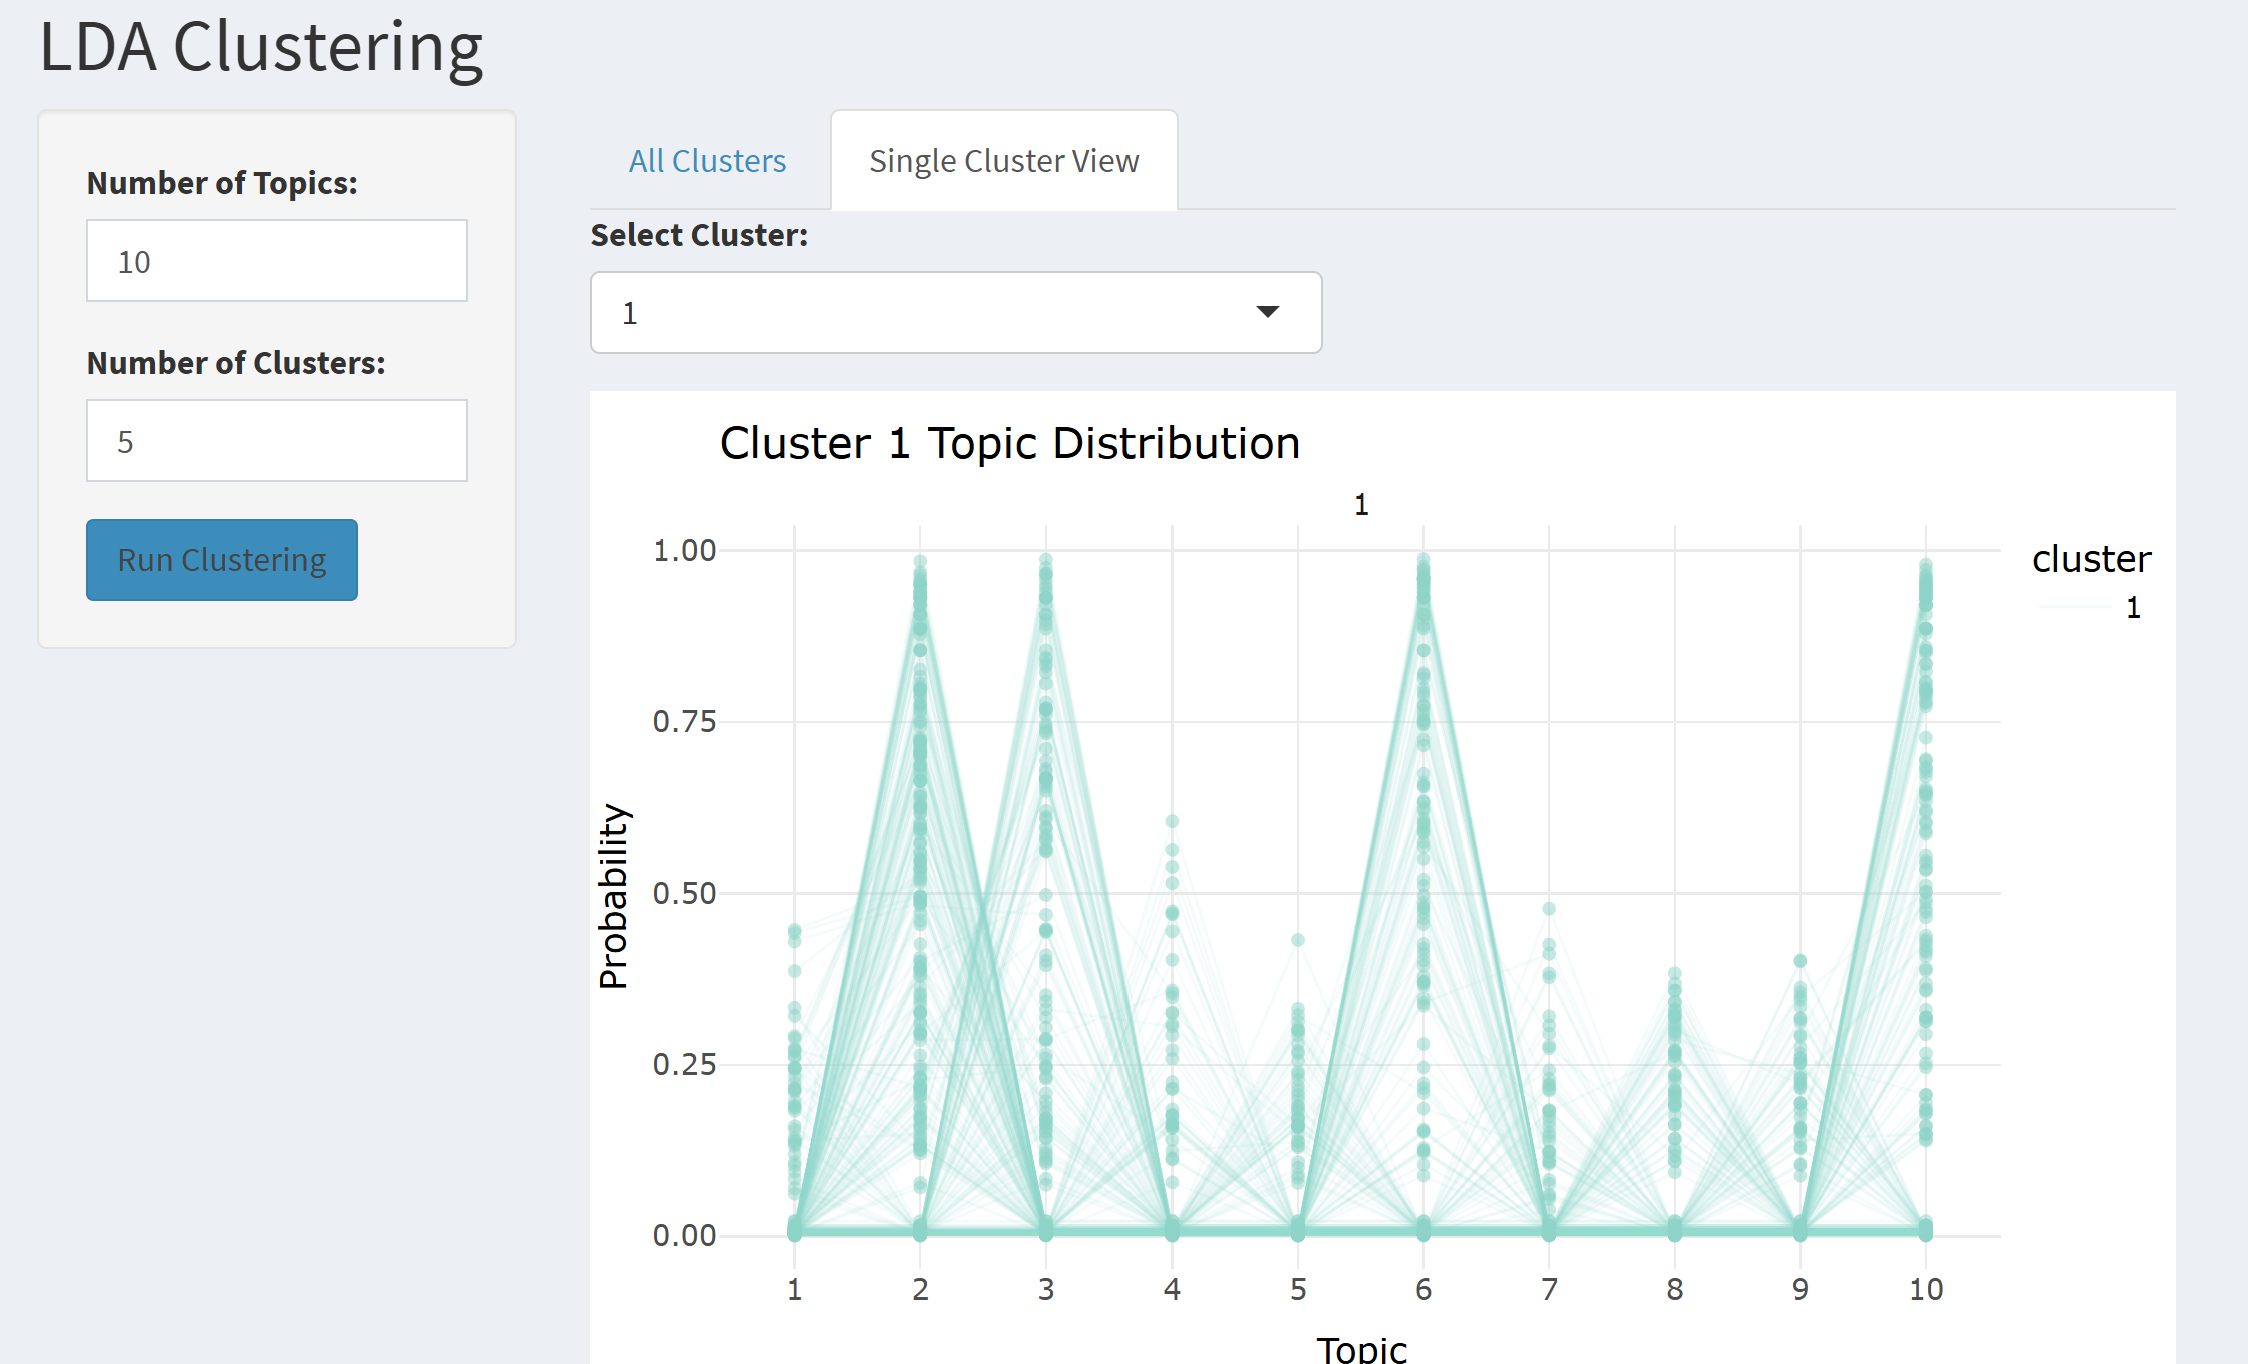 LDA Clustering
Number of Topics:
10
Number of Clusters:
5
Run Clustering
All Clusters
Single Cluster View
Select Cluster:
1
Cluster 1 Topic Distribution
1
cluster
1
Probability
1.00
0.75
0.50
0.25
0.00
1 2 3 4 5 6 7 8 9 10
Topic